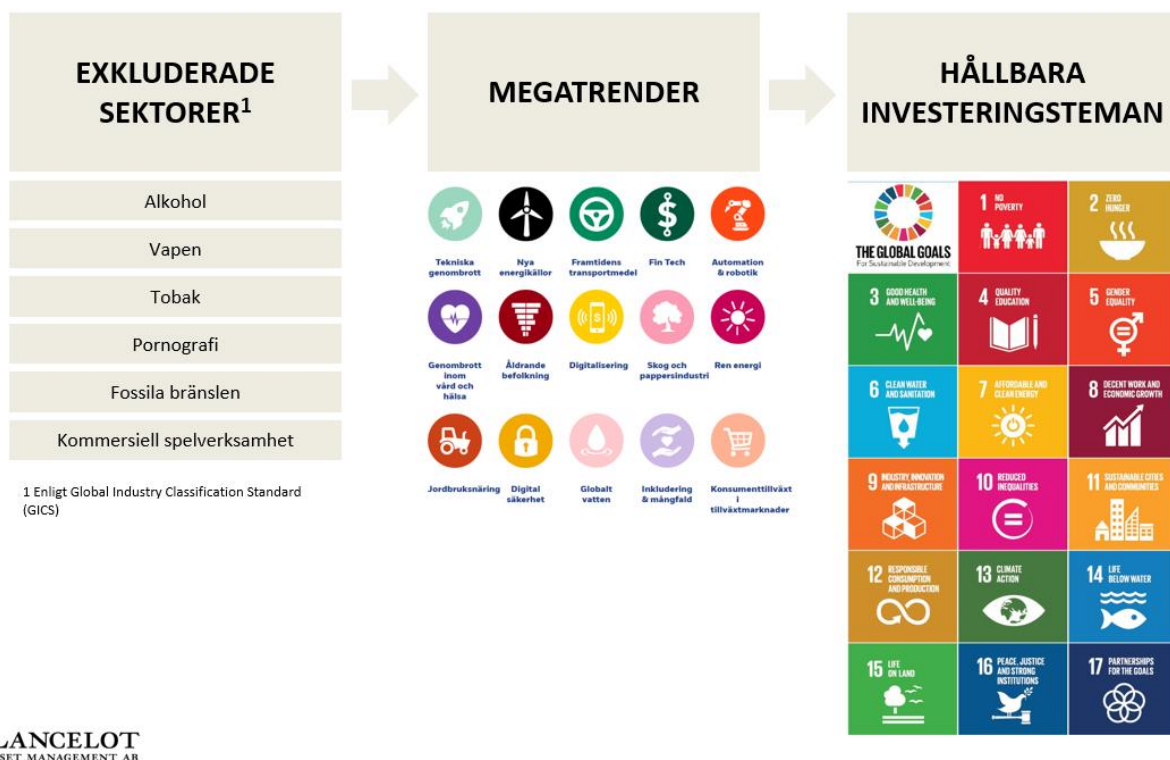 EXKLUDERADE
SEKTORER¹
MEGATRENDER
HÅLLBARA
INVESTERINGSTEMAN
Alkohol
Vapen
Tobak
Pornografi
Fossila bränslen
Kommersiell spelverksamhet
1 Enligt Global Industry Classification Standard
(GICS)
Tekniska
genombrott
Nya
energikällor
Framtidens
transportmedel
Fin Tech
Automation
& robotik
Genombrott
inom
vård och
hälsa
Åldrande
befolkning
Digitalisering
Skog och
pappersindustri
Ren energi
Jordbruksnäring
Digital
säkerhet
Globalt
vatten
Inkludering
& mångfald
Konsumenttillväxt
i
tillväxtmarknader
THE GLOBAL GOALS
For Sustainable Development
1 NO
POVERTY
2 ZERO
HUNGER
3 GOOD HEALTH
AND WELL-BEING
4 QUALITY
EDUCATION
5 GENDER
EQUALITY
6 CLEAN WATER
AND SANITATION
7 AFFORDABLE AND
CLEAN ENERGY
8 DECENT WORK AND
ECONOMIC GROWTH
9 INDUSTRY, INNOVATION
AND INFRASTRUCTURE
10 REDUCED
INEQUALITIES
11 SUSTAINABLE CITIES
AND COMMUNITIES
12 RESPONSIBLE
CONSUMPTION
AND PRODUCTION
13 CLIMATE
ACTION
14 LIFE
BELOW WATER
15 LIFE
ON LAND
16 PEACE, JUSTICE
AND STRONG
INSTITUTIONS
17 PARTNERSHIPS
FOR THE GOALS
LANCELOT
SSET MANAGEMENT AB